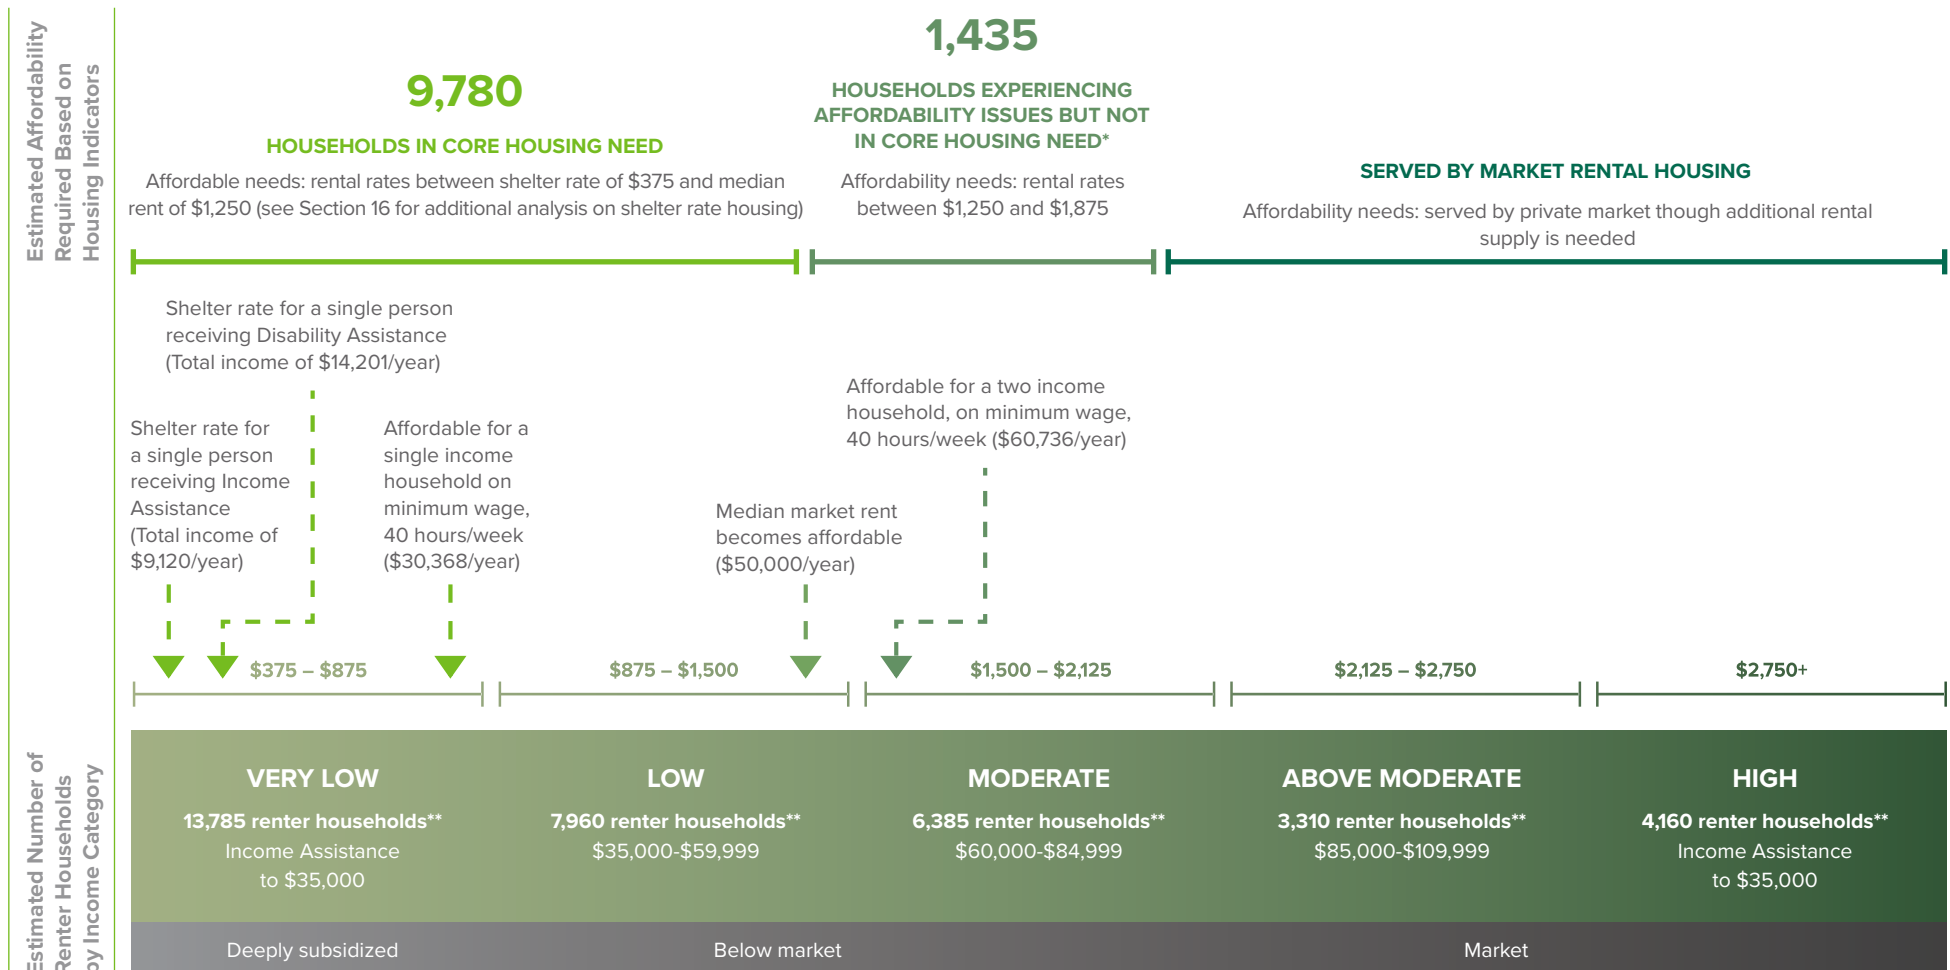 Estimated Affordability
Required Based on
Housing Indicators
9,780
HOUSEHOLDS IN CORE HOUSING NEED
Affordable needs: rental rates between shelter rate of $375 and median
rent of $1,250 (see Section 16 for additional analysis on shelter rate housing)
1,435
HOUSEHOLDS EXPERIENCING
AFFORDABILITY ISSUES BUT NOT
IN CORE HOUSING NEED*
Affordability needs: rental rates
between $1,250 and $1,875
SERVED BY MARKET RENTAL HOUSING
Affordability needs: served by private market though additional rental
supply is needed
Shelter rate for a single person
receiving Disability Assistance
(Total income of $14,201/year)
Shelter rate for
a single person
receiving Income
Assistance
(Total income of
$9,120/year)
Affordable for a
single income
household on
minimum wage,
40 hours/week
($30,368/year)
Median market rent
becomes affordable
($50,000/year)
Affordable for a two income
household, on minimum wage,
40 hours/week ($60,736/year)
$375 – $875
$875 – $1,500
$1,500 – $2,125
$2,125 – $2,750
$2,750+
Estimated Number of
Renter Households
by Income Category
VERY LOW
13,785 renter households**
Income Assistance
to $35,000
LOW
7,960 renter households**
$35,000-$59,999
MODERATE
6,385 renter households**
$60,000-$84,999
ABOVE MODERATE
3,310 renter households**
$85,000-$109,999
HIGH
4,160 renter households**
Income Assistance
to $35,000
Deeply subsidized
Below market
Market